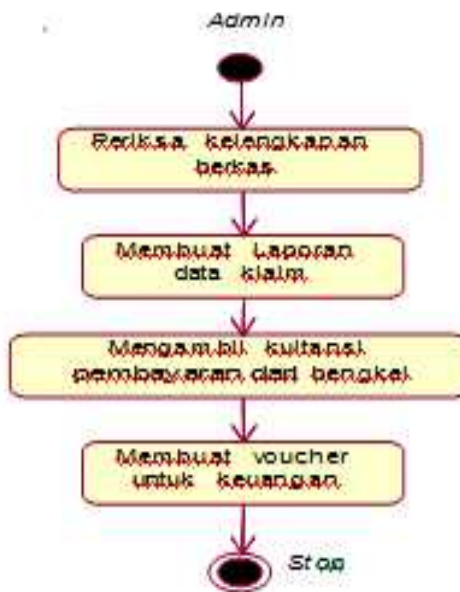 Admin
Periksa kelengkapan
berkas
Membuat Laporan
data klaim
Mengambil kuitansi
pembayaran dari bengkel
Membuat voucher
untuk keuangan
Stop